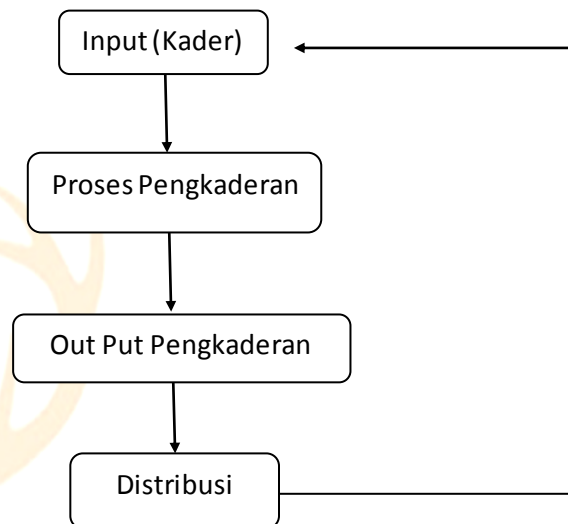 Input (Kader)
Proses Pengkaderan
Out Put Pengkaderan
Distribusi